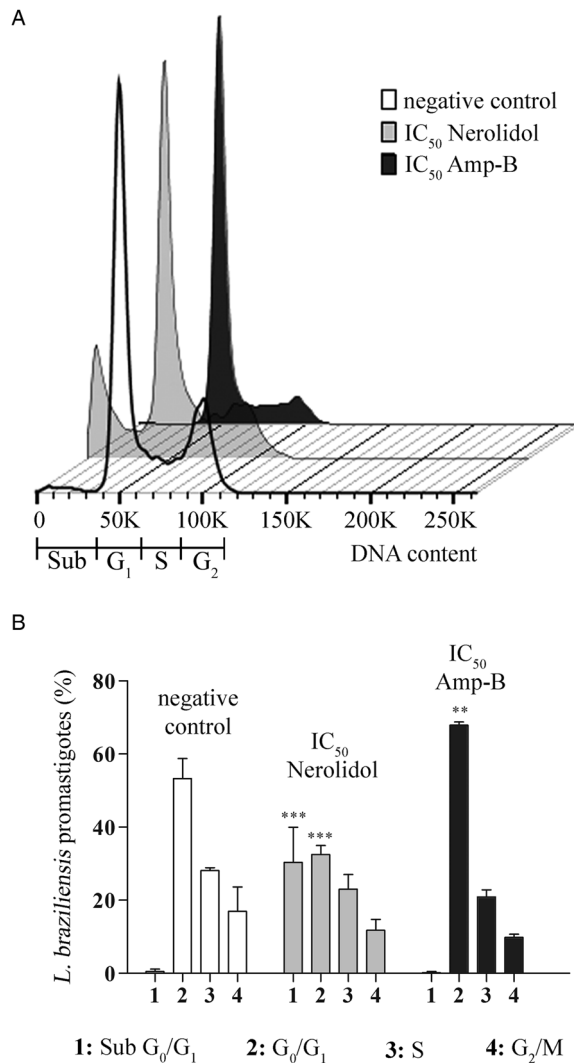 A
negative control
IC50 Nerolidol
IC50 Amp-B
0 50K 100K 150K 200K 250K
Sub G1 S G2
DNA content
B
L. braziliensis promastigotes (%)
80
60
40
20
0
negative
control
IC50
Nerolidol
IC50
Amp-B
*** *** **
1 2 3 4 1 2 3 4 1 2 3 4
1: Sub G0/G1 2: G0/G1 3: S 4: G2/M